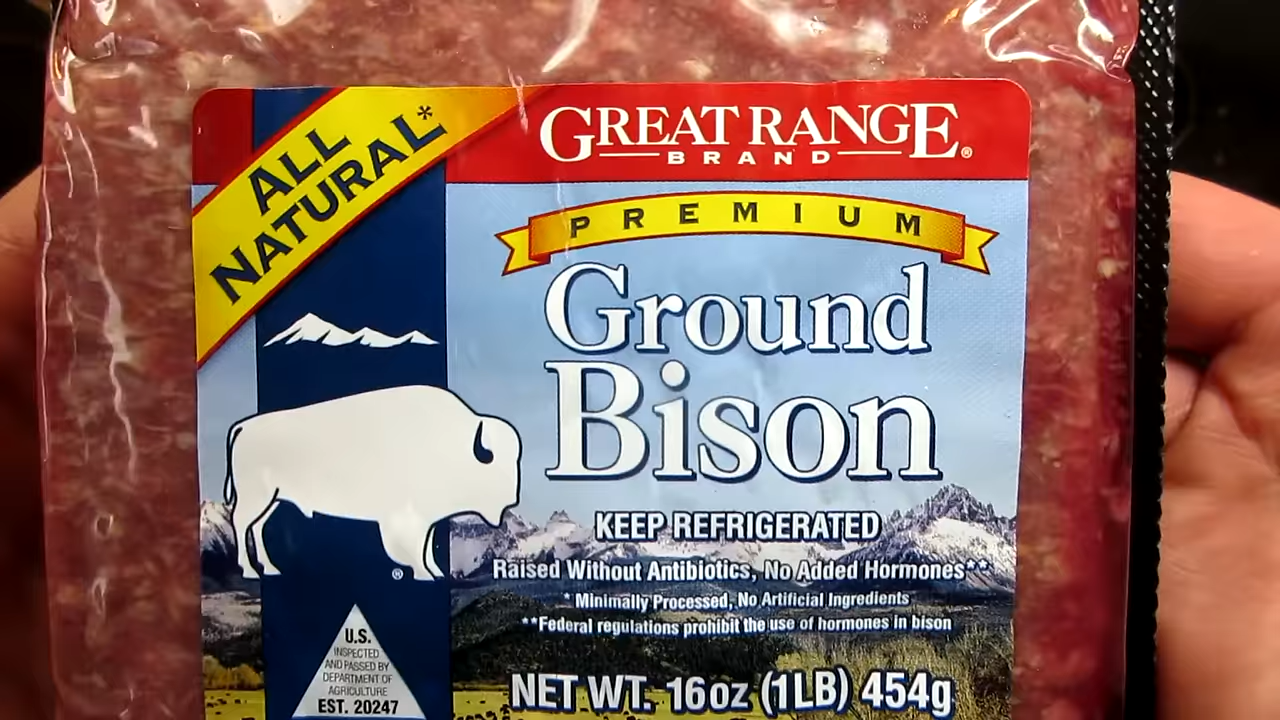 ALL
NATURAL*
GREAT RANGE
BRAND
®
PREMIUM
Ground
Bison
KEEP REFRIGERATED
Raised Without Antibiotics, No Added Hormones**
* Minimally Processed, No Artificial Ingredients
**Federal regulations prohibit the use of hormones in bison
NET WT. 16oz (1LB) 454g
®
U.S.
INSPECTED
AND PASSED BY
DEPARTMENT OF
AGRICULTURE
EST. 20247